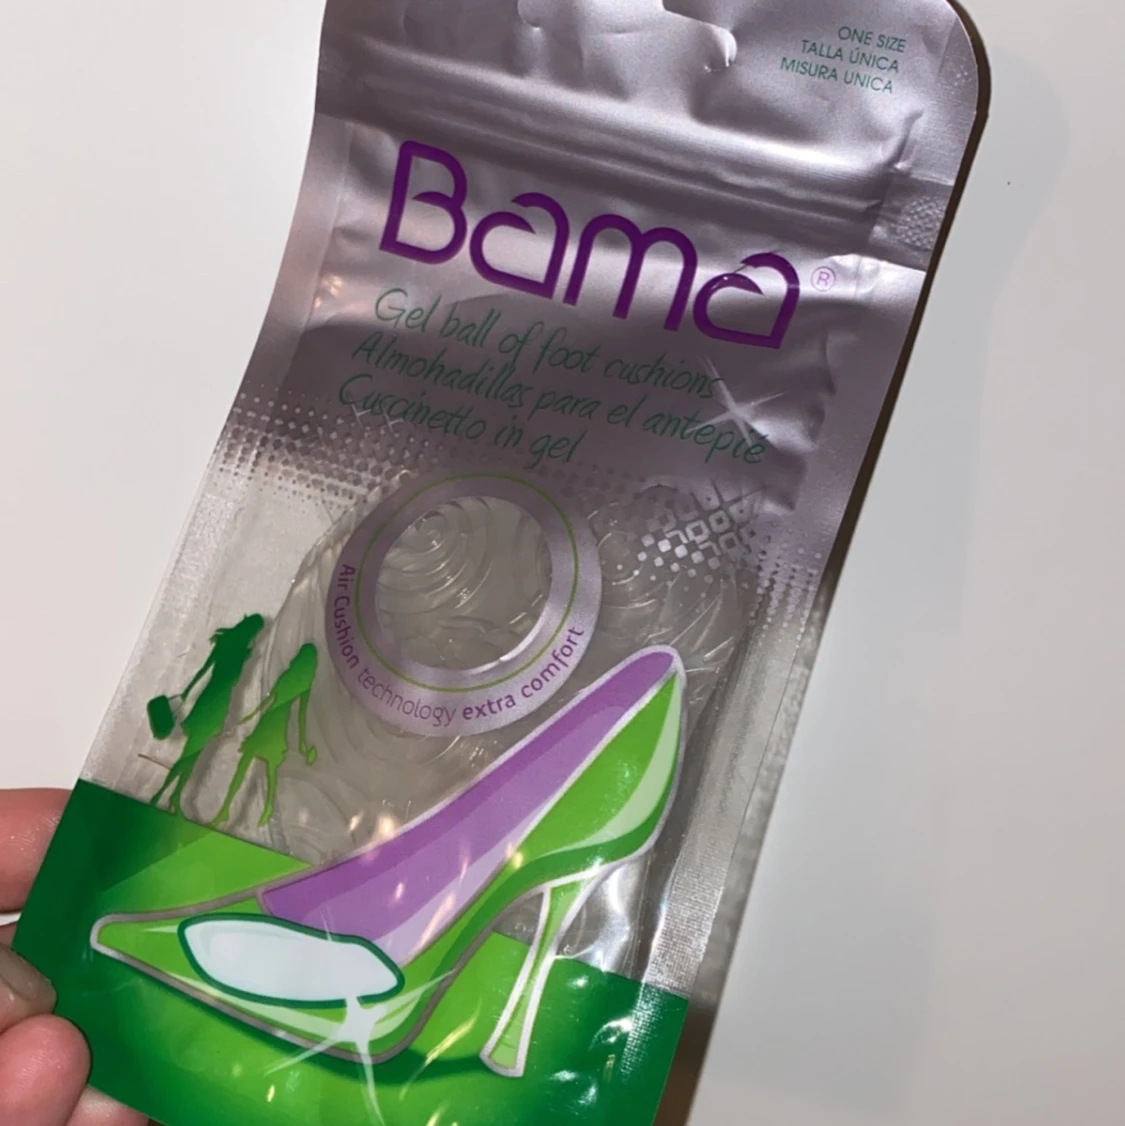 ONE SIZE
TALLA ÚNICA
MISURA UNICA
Bama®
Gel ball of foot cushions
Almohadillas para el antepié
Cuscinetto in gel
Air Cushion technology extra comfort